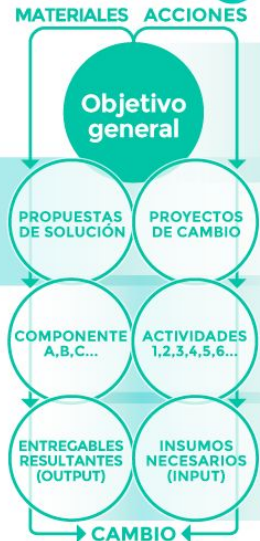 MATERIALES ACCIONES
Objetivo
general
PROPUESTAS
DE SOLUCIÓN
PROYECTOS
DE CAMBIO
COMPONENTE
A,B,C...
ACTIVIDADES
1,2,3,4,5,6...
ENTREGABLES
RESULTANTES
(OUTPUT)
INSUMOS
NECESARIOS
(INPUT)
CAMBIO